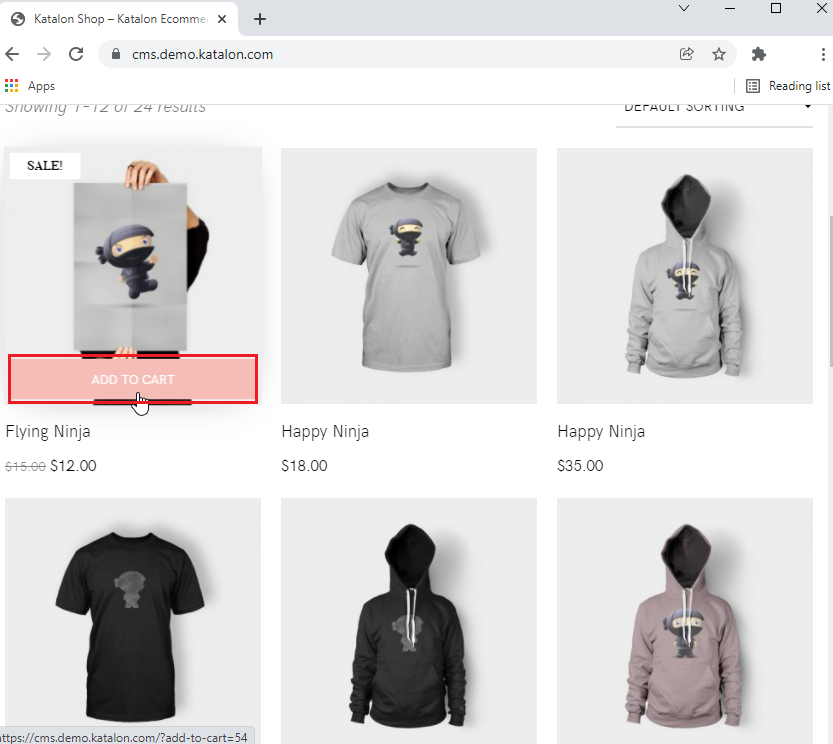 Katalon Shop – Katalon Ecomme
cms.demo.katalon.com
Apps
Reading list
Showing 1–12 of 24 results
DEFAULT SORTING
SALE!
ADD TO CART
Flying Ninja
Happy Ninja
Happy Ninja
$15.00 $12.00
$18.00
$35.00
https://cms.demo.katalon.com/?add-to-cart=54